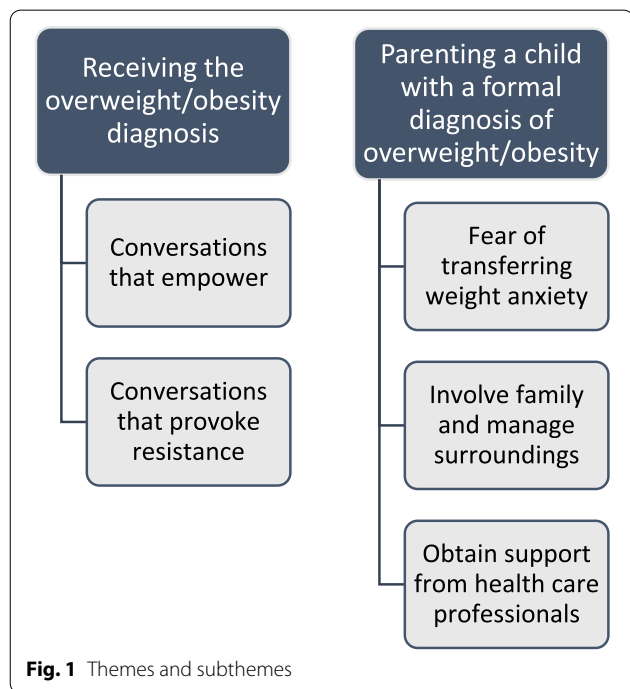 Receiving the
overweight/obesity
diagnosis
Conversations
that empower
Conversations
that provoke
resistance
Parenting a child
with a formal
diagnosis of
overweight/obesity
Fear of
transferring
weight anxiety
Involve family
and manage
surroundings
Obtain support
from health care
professionals
Fig. 1 Themes and subthemes